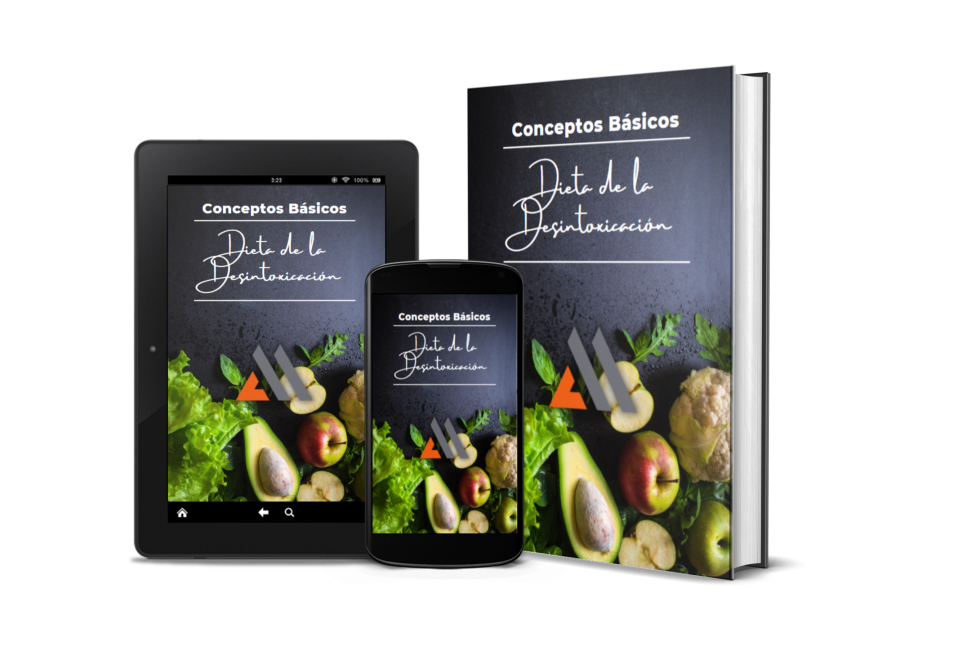 3:23
100%
Conceptos Básicos
Dieta de la
Desintoxicación
Conceptos Básicos
Dieta de la
Desintoxicación
Conceptos Básicos
Dieta de la
Desintoxicación